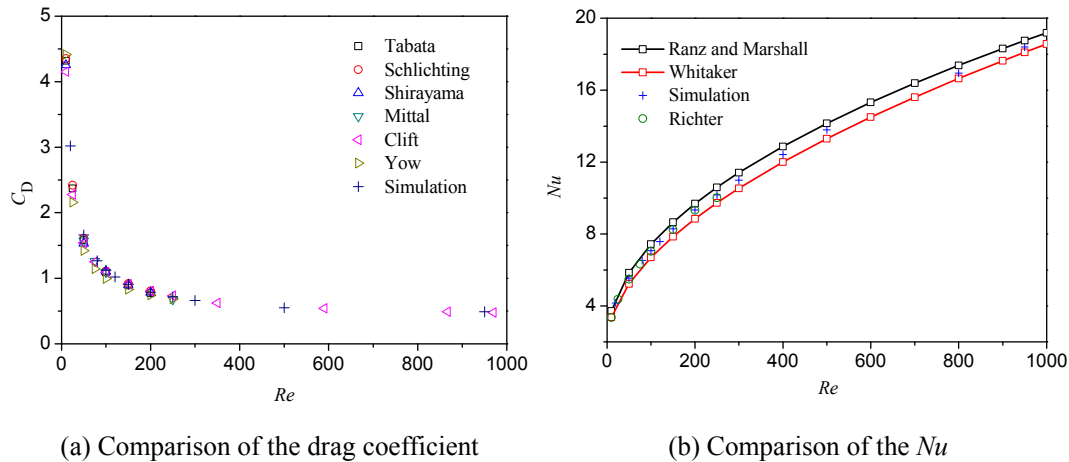 5
4
3
2
1
0
C_D
Tabata
Schlichting
Shirayama
Mittal
Clift
Yow
Simulation
0 200 400 600 800 1000
Re
(a) Comparison of the drag coefficient
20
16
12
8
4
Nu
Ranz and Marshall
Whitaker
Simulation
Richter
0 200 400 600 800 1000
Re
(b) Comparison of the Nu